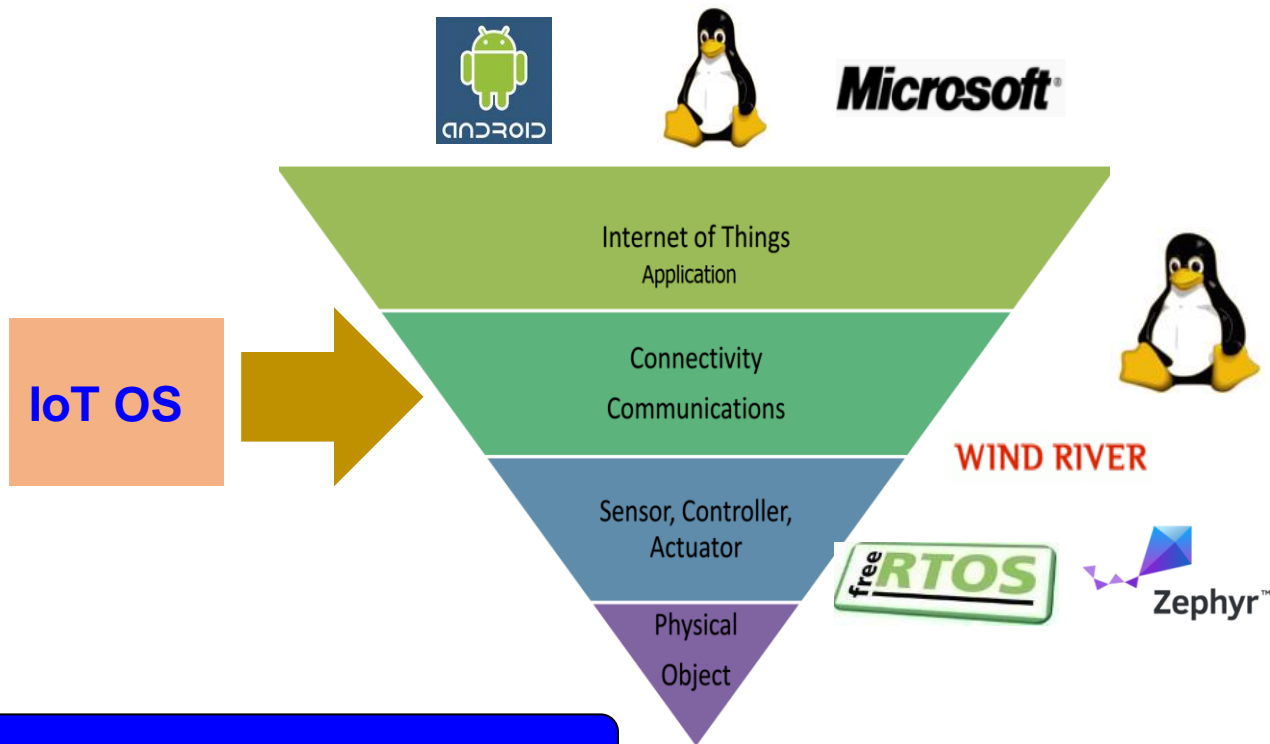 ANDROID
Microsoft
Internet of Things
Application
Connectivity
Communications
IoT OS
WIND RIVER
Sensor, Controller,
Actuator
free RTOS
Zephyr™
Physical
Object